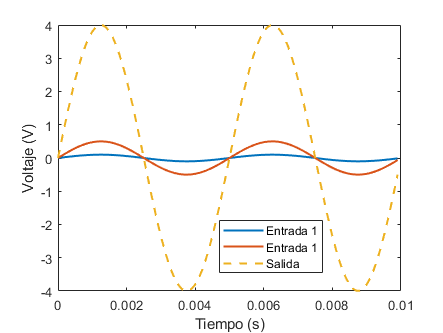 4
3
2
1
0
-1
-2
-3
-4
Voltaje (V)
Entrada 1
Entrada 1
Salida
0 0.002 0.004 0.006 0.008 0.01
Tiempo (s)